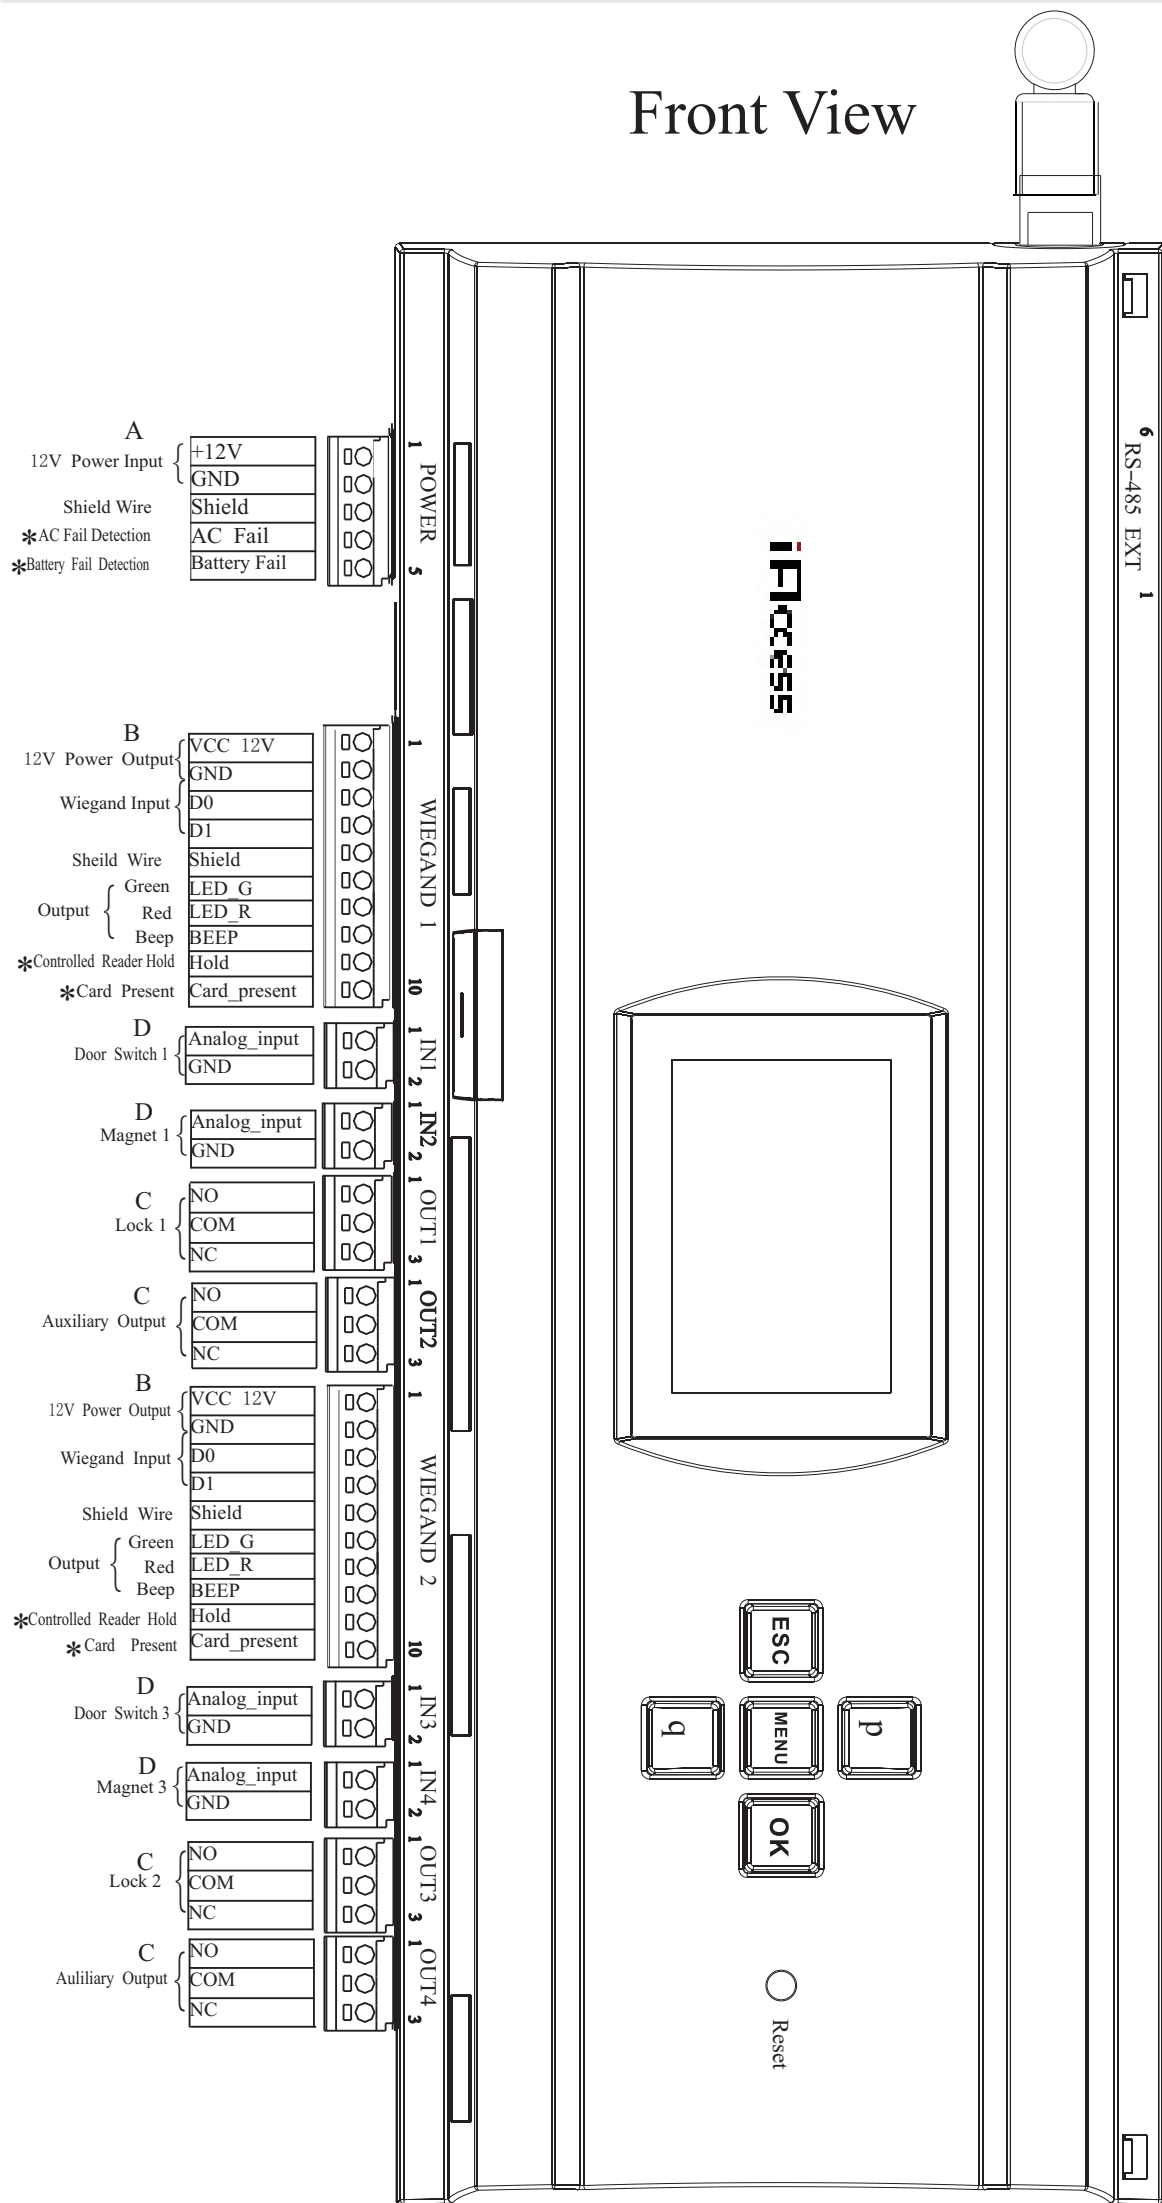 Front View
6 RS-485 EXT 1
iAccess
A
12V Power Input
+12V
GND
Shield Wire
Shield
*AC Fail Detection
AC Fail
*Battery Fail Detection
Battery Fail
1 POWER 5
B
12V Power Output
VCC 12V
GND
Wiegand Input
D0
D1
Sheild Wire
Shield
Output
Green
LED_G
Red
LED_R
Beep
BEEP
*Controlled Reader Hold
Hold
*Card Present
Card_present
1 WIEGAND 1 10
D
Door Switch 1
Analog_input
GND
1 IN1 2
D
Magnet 1
Analog_input
GND
1 IN2 2
C
Lock 1
NO
COM
NC
1 OUT1 3
C
Auxiliary Output
NO
COM
NC
1 OUT2 3
B
12V Power Output
VCC 12V
GND
Wiegand Input
D0
D1
Shield Wire
Shield
Output
Green
LED_G
Red
LED_R
Beep
BEEP
*Controlled Reader Hold
Hold
*Card Present
Card_present
1 WIEGAND 2 10
D
Door Switch 3
Analog_input
GND
1 IN3 2
D
Magnet 3
Analog_input
GND
1 IN4 2
C
Lock 2
NO
COM
NC
1 OUT3 3
C
Auliliary Output
NO
COM
NC
1 OUT4 3
ESC
q
MENU
p
OK
Reset